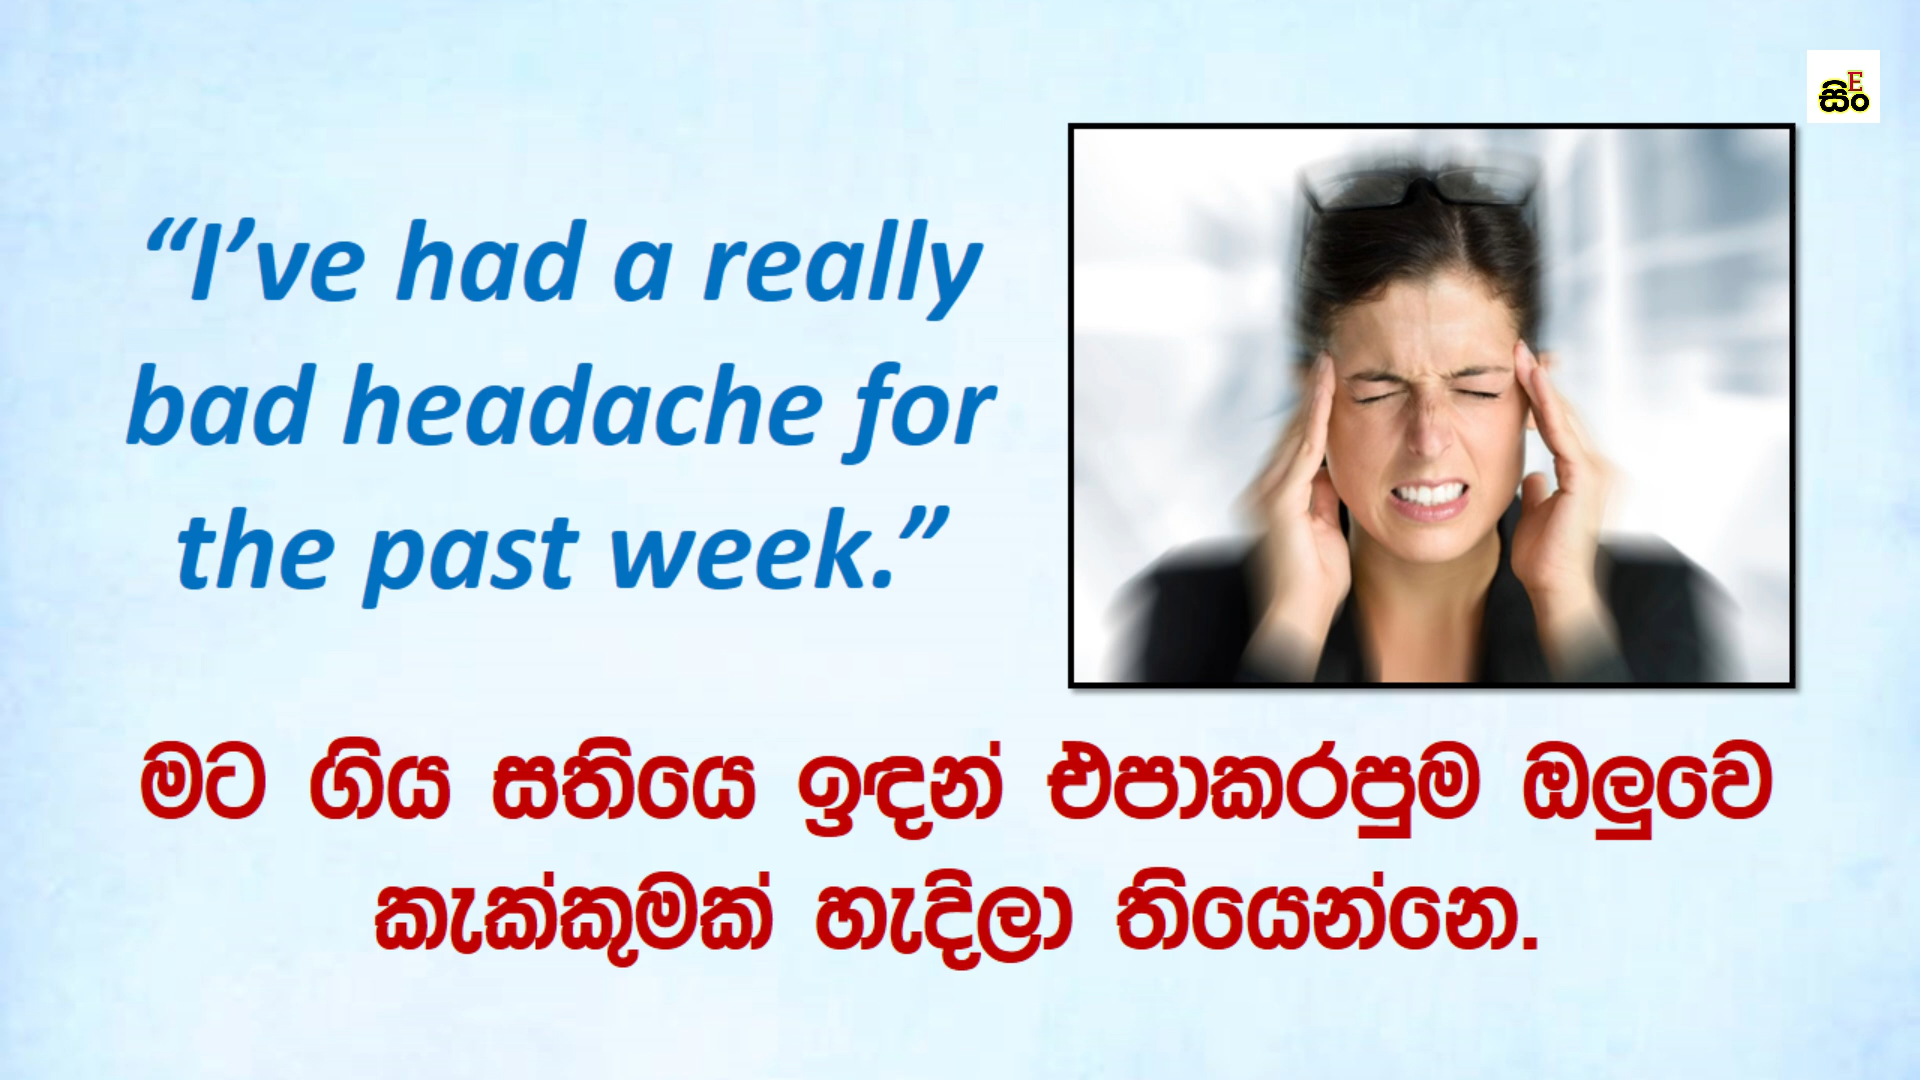 සිං
E
“I’ve had a really
bad headache for
the past week.”
මට ගිය සතියෙ ඉඳන් එපාකරපුම ඔලුවෙ
කැක්කුමක් හැදිලා තියෙන්නෙ.